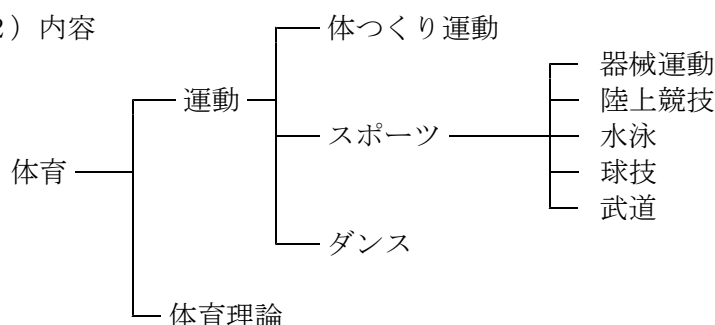 2）内容
体つくり運動
器械運動
運動
陸上競技
スポーツ
水泳
体育
球技
武道
ダンス
体育理論